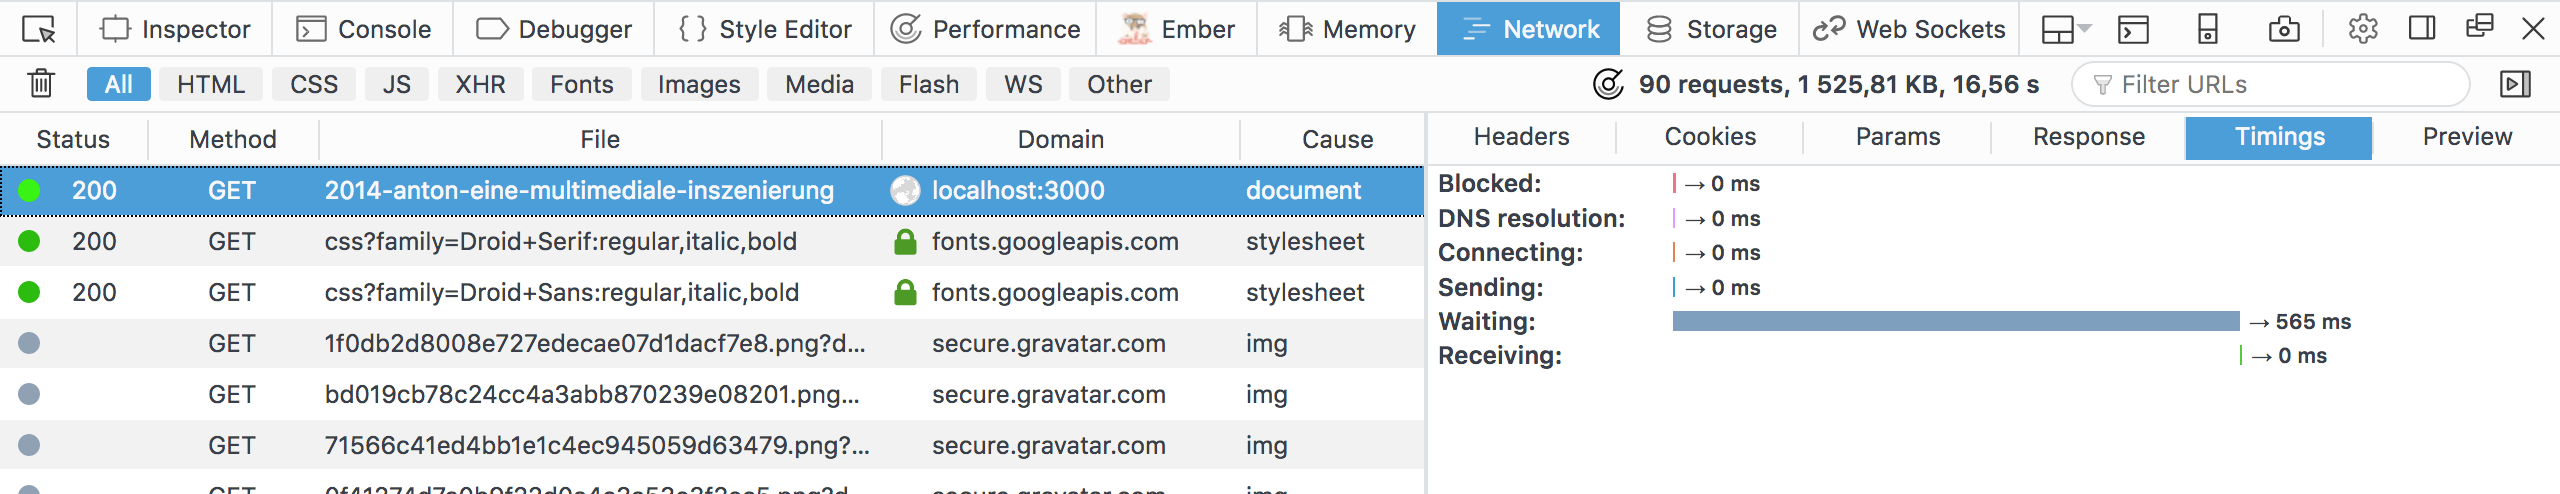 Inspector Console Debugger Style Editor Performance Ember Memory Network Storage Web Sockets
All HTML CSS JS XHR Fonts Images Media Flash WS Other 90 requests, 1 525,81 KB, 16,56 s Filter URLs
Status Method File Domain Cause Headers Cookies Params Response Timings Preview
200 GET 2014-anton-eine-multimediale-inszenierung localhost:3000 document
200 GET css?family=Droid+Serif:regular,italic,bold fonts.googleapis.com stylesheet
200 GET css?family=Droid+Sans:regular,italic,bold fonts.googleapis.com stylesheet
GET 1f0db2d8008e727edecae07d1dacf7e8.png?d... secure.gravatar.com img
GET bd019cb78c24cc4a3abb870239e08201.png... secure.gravatar.com img
GET 71566c41ed4bb1e1c4ec945059d63479.png?... secure.gravatar.com img
GET secure.gravatar.com img
Blocked: → 0 ms
DNS resolution: → 0 ms
Connecting: → 0 ms
Sending: → 0 ms
Waiting: → 565 ms
Receiving: → 0 ms